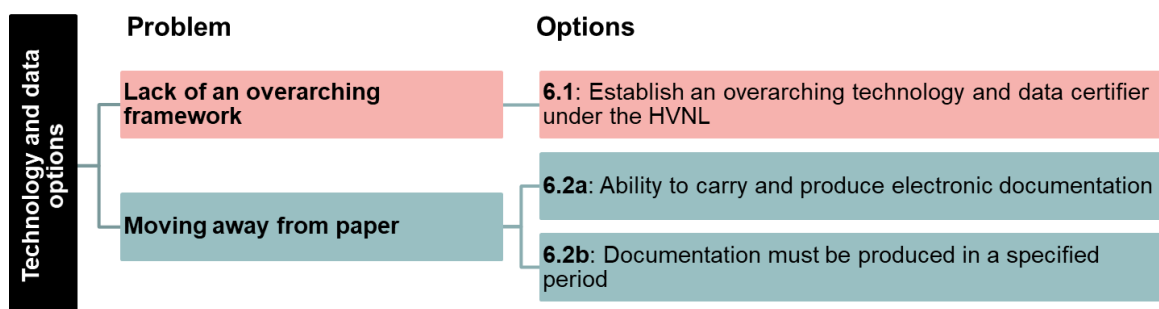 Technology and data
options
Problem
Options
Lack of an overarching
framework
6.1: Establish an overarching technology and data certifier
under the HVNL
Moving away from paper
6.2a: Ability to carry and produce electronic documentation
6.2b: Documentation must be produced in a specified
period